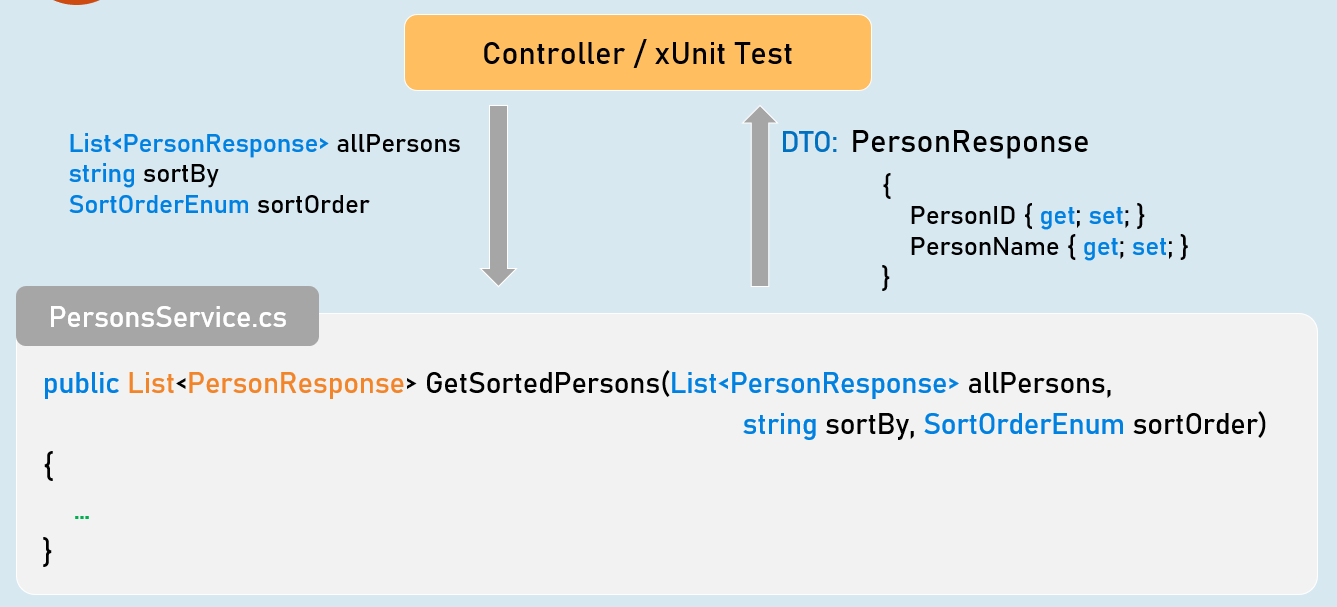 Controller / xUnit Test
List<PersonResponse> allPersons
string sortBy
SortOrderEnum sortOrder
DTO: PersonResponse
{
PersonID { get; set; }
PersonName { get; set; }
}
PersonsService.cs
public List<PersonResponse> GetSortedPersons(List<PersonResponse> allPersons,
string sortBy, SortOrderEnum sortOrder)
{
...
}